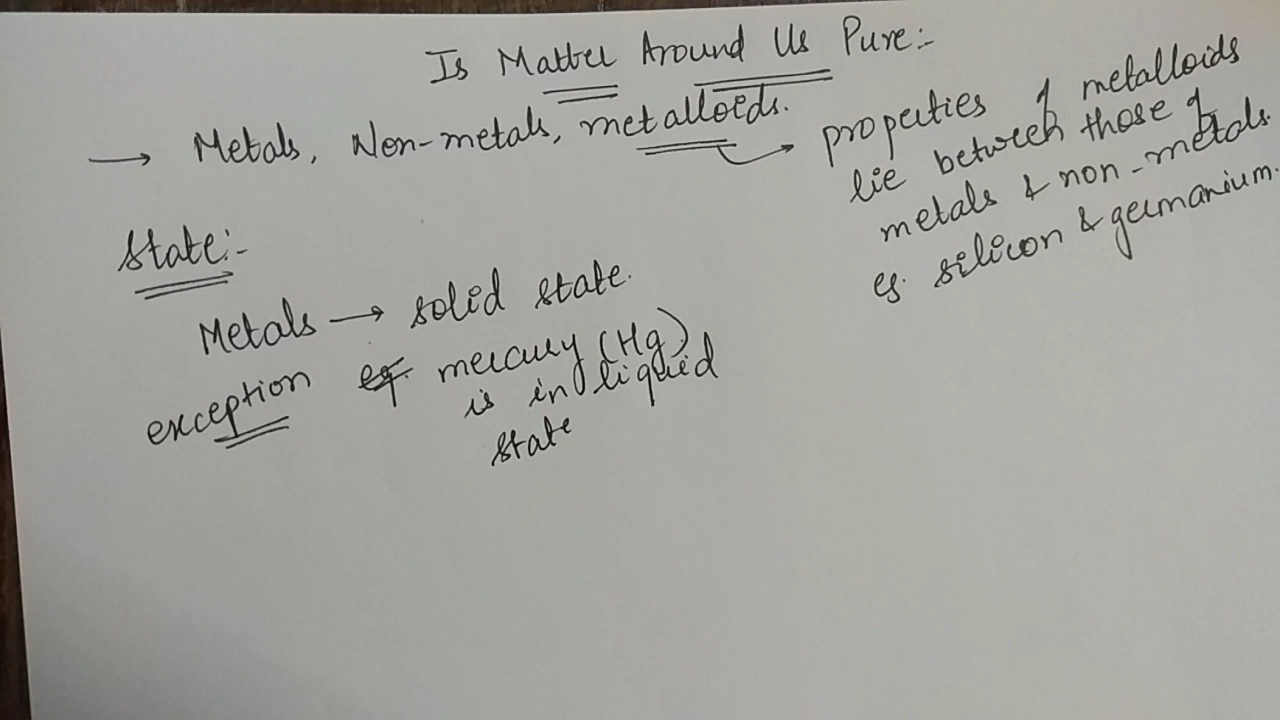 Is Matter Around Us Pure:-
→ Metals, Non-metals, metalloids.
→ properties of metalloids
lie between those of
metals & non-metals.
eg. silicon & germanium.
State:-
Metals → solid state.
exception eg. mercury (Hg)
is in liquid
state